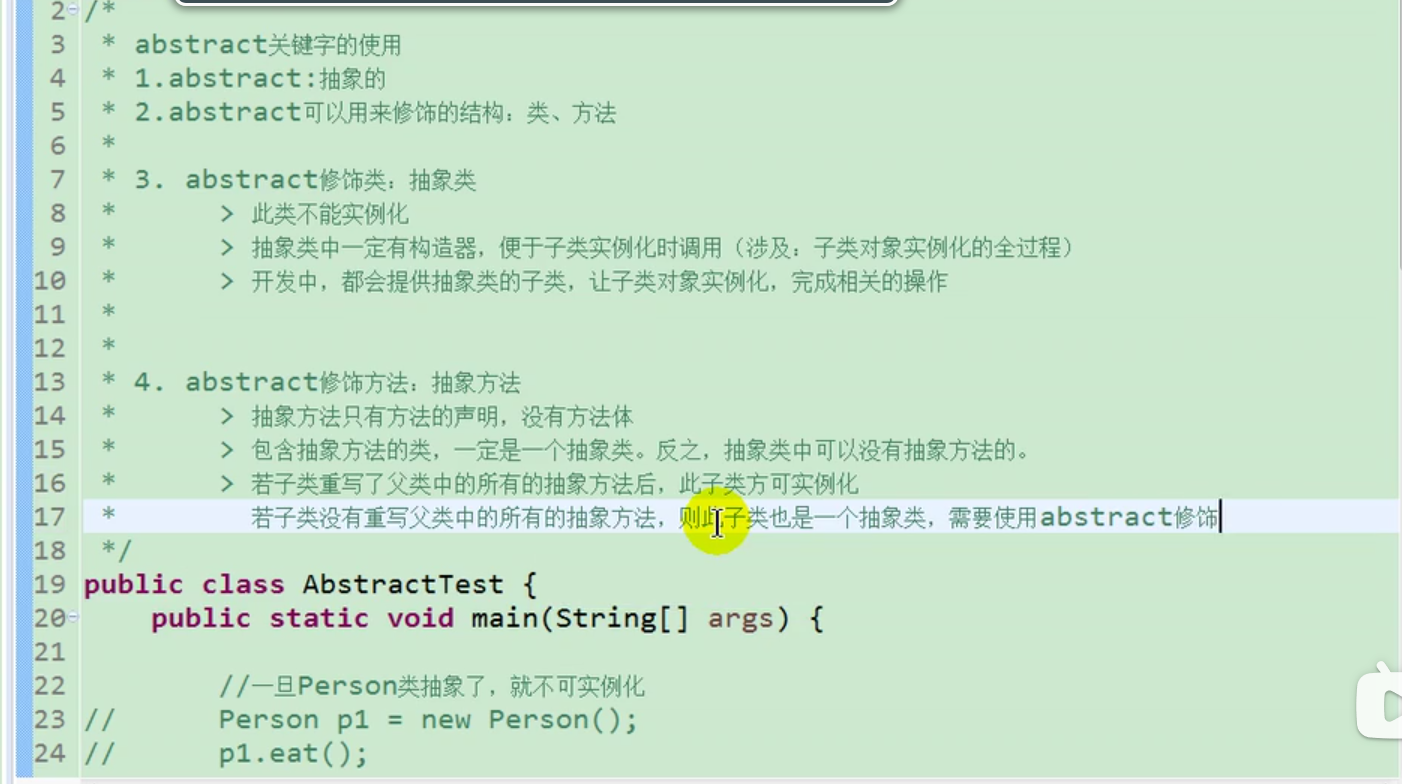 2 /*
3  * abstract关键字的使用
4  * 1.abstract:抽象的
5  * 2.abstract可以用来修饰的结构：类、方法
6  *
7  * 3. abstract修饰类：抽象类
8  *      > 此类不能实例化
9  *      > 抽象类中一定有构造器，便于子类实例化时调用（涉及：子类对象实例化的全过程）
10  *      > 开发中，都会提供抽象类的子类，让子类对象实例化，完成相关的操作
11  *
12  *
13  * 4. abstract修饰方法：抽象方法
14  *      > 抽象方法只有方法的声明，没有方法体
15  *      > 包含抽象方法的类，一定是一个抽象类。反之，抽象类中可以没有抽象方法的。
16  *      > 若子类重写了父类中的所有的抽象方法后，此子类方可实例化
17  *        若子类没有重写父类中的所有的抽象方法，则此子类也是一个抽象类，需要使用abstract修饰
18  */
19 public class AbstractTest {
20     public static void main(String[] args) {
21
22         //一旦Person类抽象了，就不可实例化
23 //      Person p1 = new Person();
24 //      p1.eat();